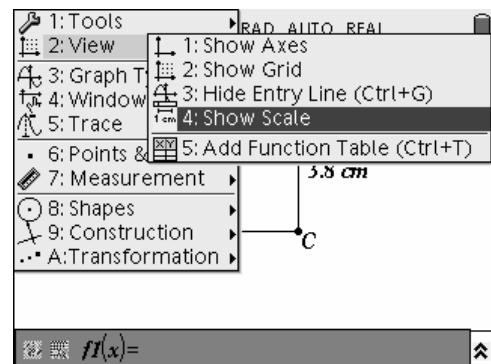 1: Tools
RAD AUTO REAL
2: View
1: Show Axes
2: Show Grid
3: Graph T
3: Hide Entry Line (Ctrl+G)
4: Window
1 cm 4: Show Scale
5: Trace
5: Add Function Table (Ctrl+T)
6: Points &
7: Measurement
3.8 cm
8: Shapes
9: Construction
C
A:Transformation
f1(x)=